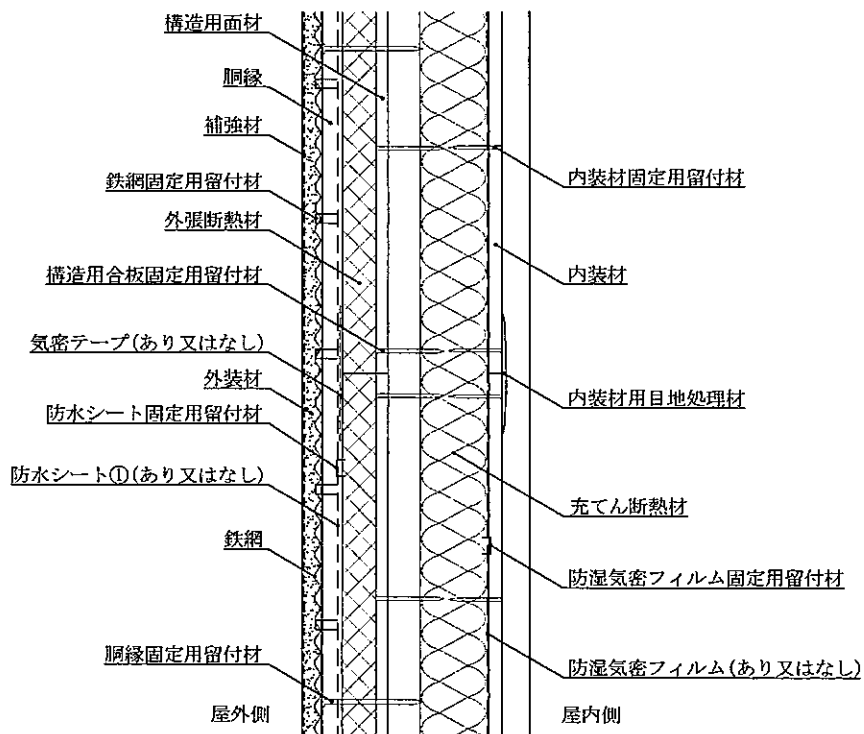 構造用面材
胴縁
補強材
鉄網固定用留付材
外張断熱材
構造用合板固定用留付材
気密テープ(あり又はなし)
外装材
防水シート固定用留付材
防水シート①(あり又はなし)
鉄網
胴縁固定用留付材
屋外側
内装材固定用留付材
内装材
内装材用目地処理材
充てん断熱材
防湿気密フィルム固定用留付材
防湿気密フィルム(あり又はなし)
屋内側